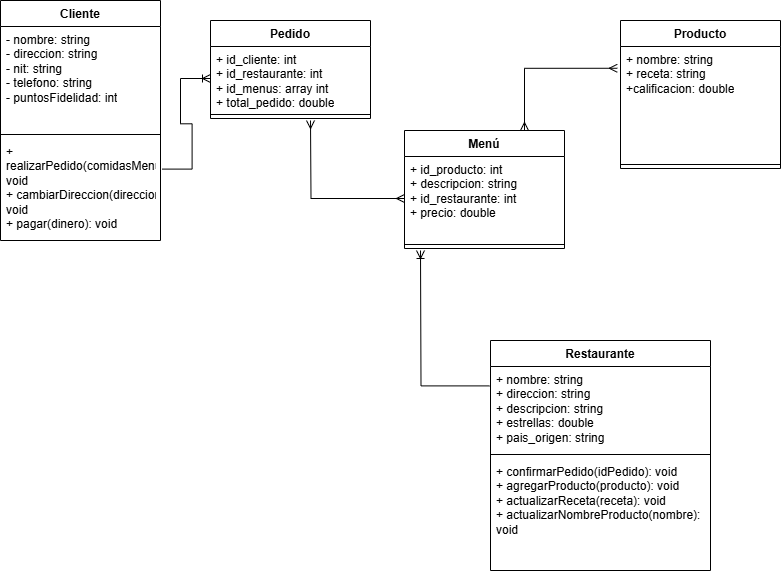 Cliente
- nombre: string
- direccion: string
- nit: string
- telefono: string
- puntosFidelidad: int
+
realizarPedido(comidasMen
void
+ cambiarDireccion(direccion
void
+ pagar(dinero): void
Pedido
+ id_cliente: int
+ id_restaurante: int
+ id_menus: array int
+ total_pedido: double
Menú
+ id_producto: int
+ descripcion: string
+ id_restaurante: int
+ precio: double
Producto
+ nombre: string
+ receta: string
+calificacion: double
Restaurante
+ nombre: string
+ direccion: string
+ descripcion: string
+ estrellas: double
+ pais_origen: string
+ confirmarPedido(idPedido): void
+ agregarProducto(producto): void
+ actualizarReceta(receta): void
+ actualizarNombreProducto(nombre):
void